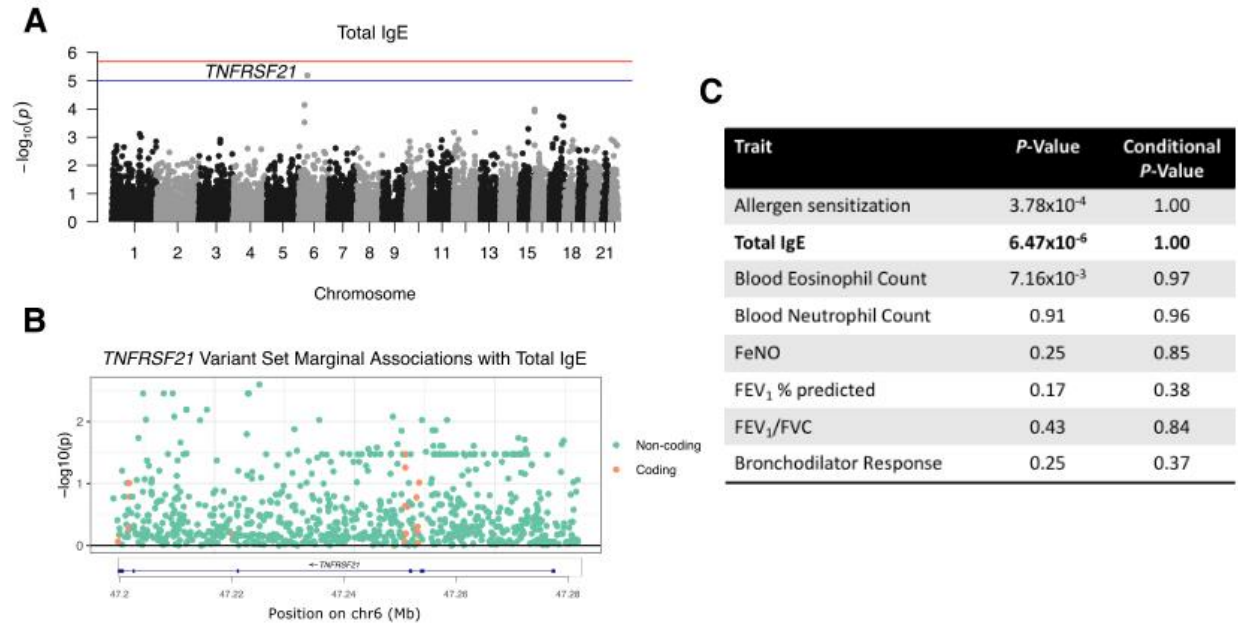 A
Total IgE
6
5
4
3
2
1
0
−log₁₀(p)
TNFRSF21
1 2 3 4 5 6 7 8 9 11 13 15 18 21
Chromosome
B
TNFRSF21 Variant Set Marginal Associations with Total IgE
2
1
0
−log10(p)
Non-coding
Coding
←TNFRSF21
47.2 47.22 47.24 47.26 47.28
Position on chr6 (Mb)
C
Trait P-Value Conditional
P-Value
Allergen sensitization 3.78x10⁻⁴ 1.00
Total IgE 6.47x10⁻⁶ 1.00
Blood Eosinophil Count 7.16x10⁻³ 0.97
Blood Neutrophil Count 0.91 0.96
FeNO 0.25 0.85
FEV₁ % predicted 0.17 0.38
FEV₁/FVC 0.43 0.84
Bronchodilator Response 0.25 0.37